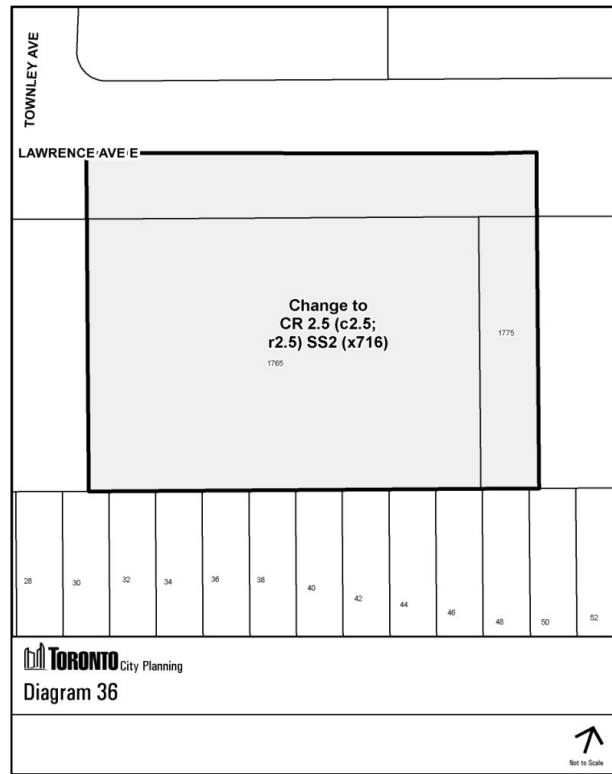 TOWNLEY AVE
LAWRENCE AVE E
Change to
CR 2.5 (c2.5;
r2.5) SS2 (x716)
1765
1775
28
30
32
34
36
38
40
42
44
46
48
50
52
TORONTO City Planning
Diagram 36
Not to Scale